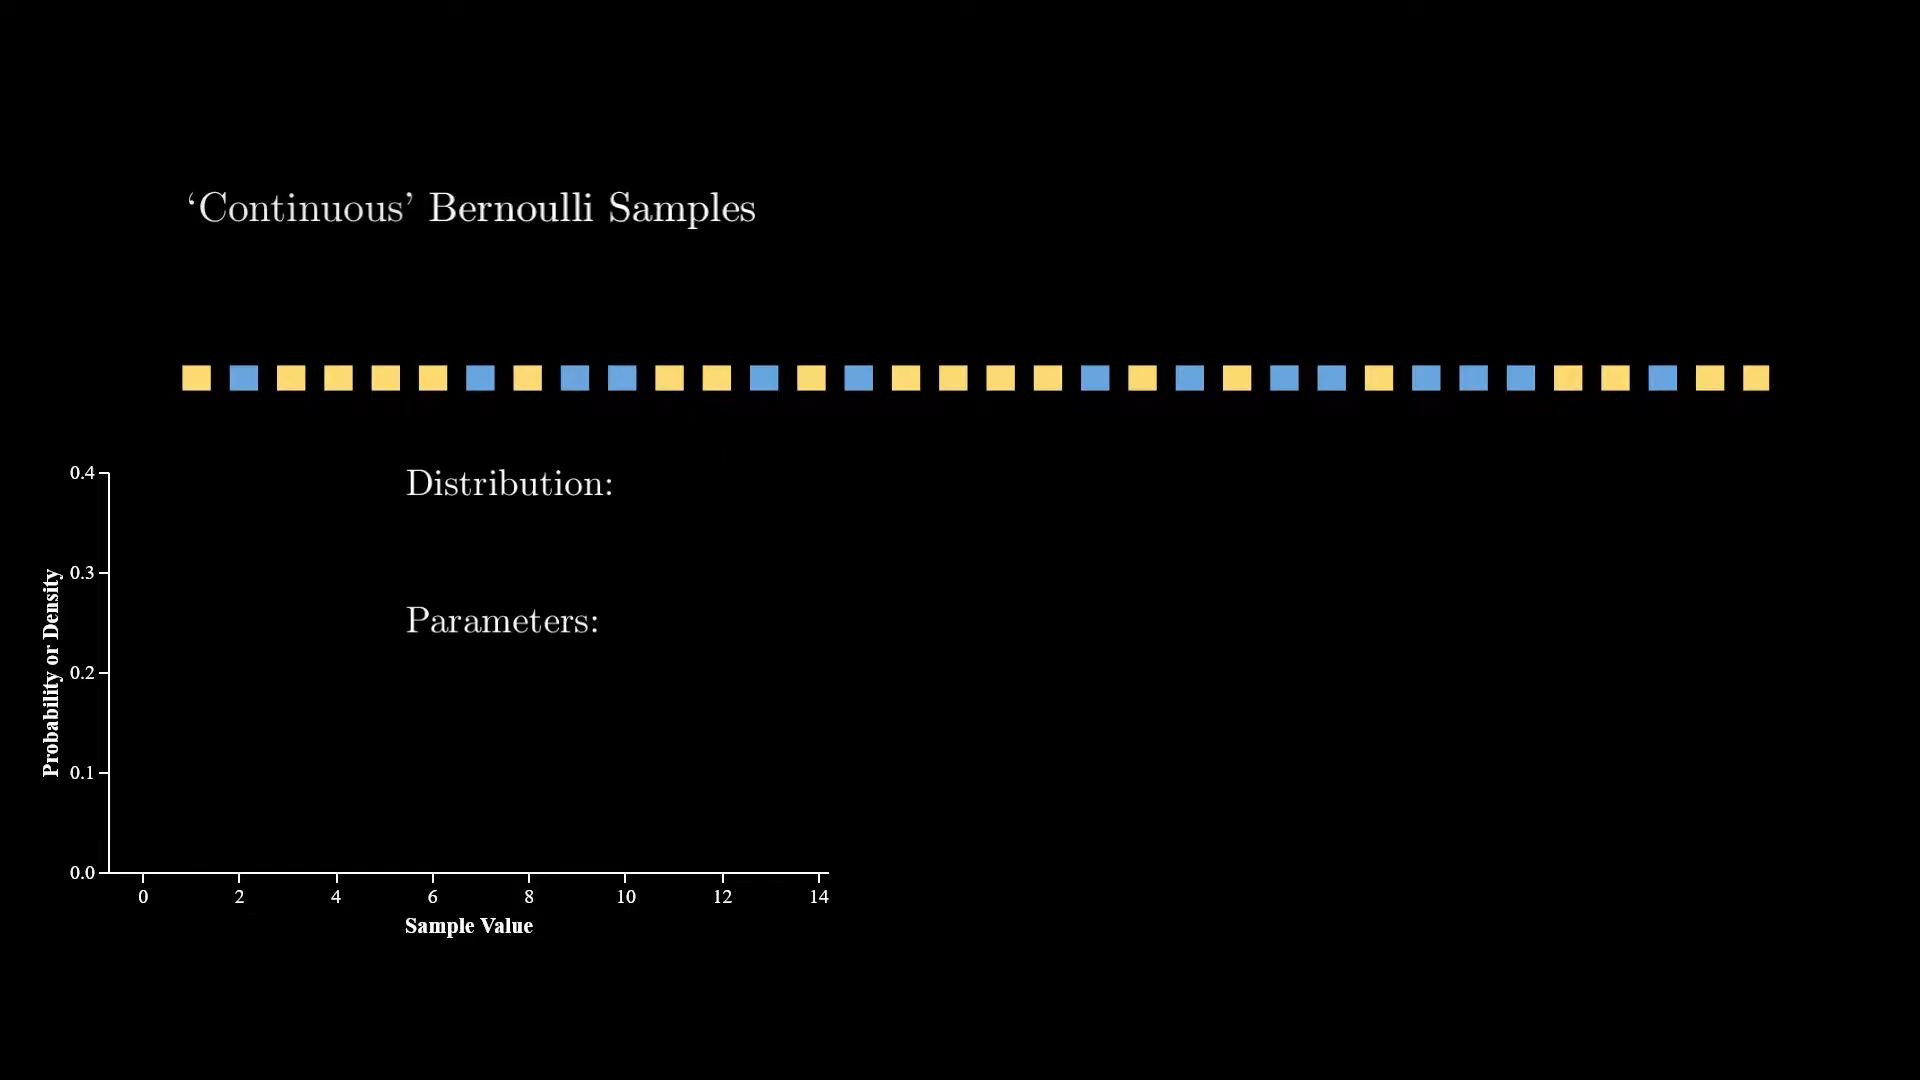 ‘Continuous’ Bernoulli Samples
Distribution:
Parameters:
Probability or Density
0.4
0.3
0.2
0.1
0.0
0 2 4 6 8 10 12 14
Sample Value